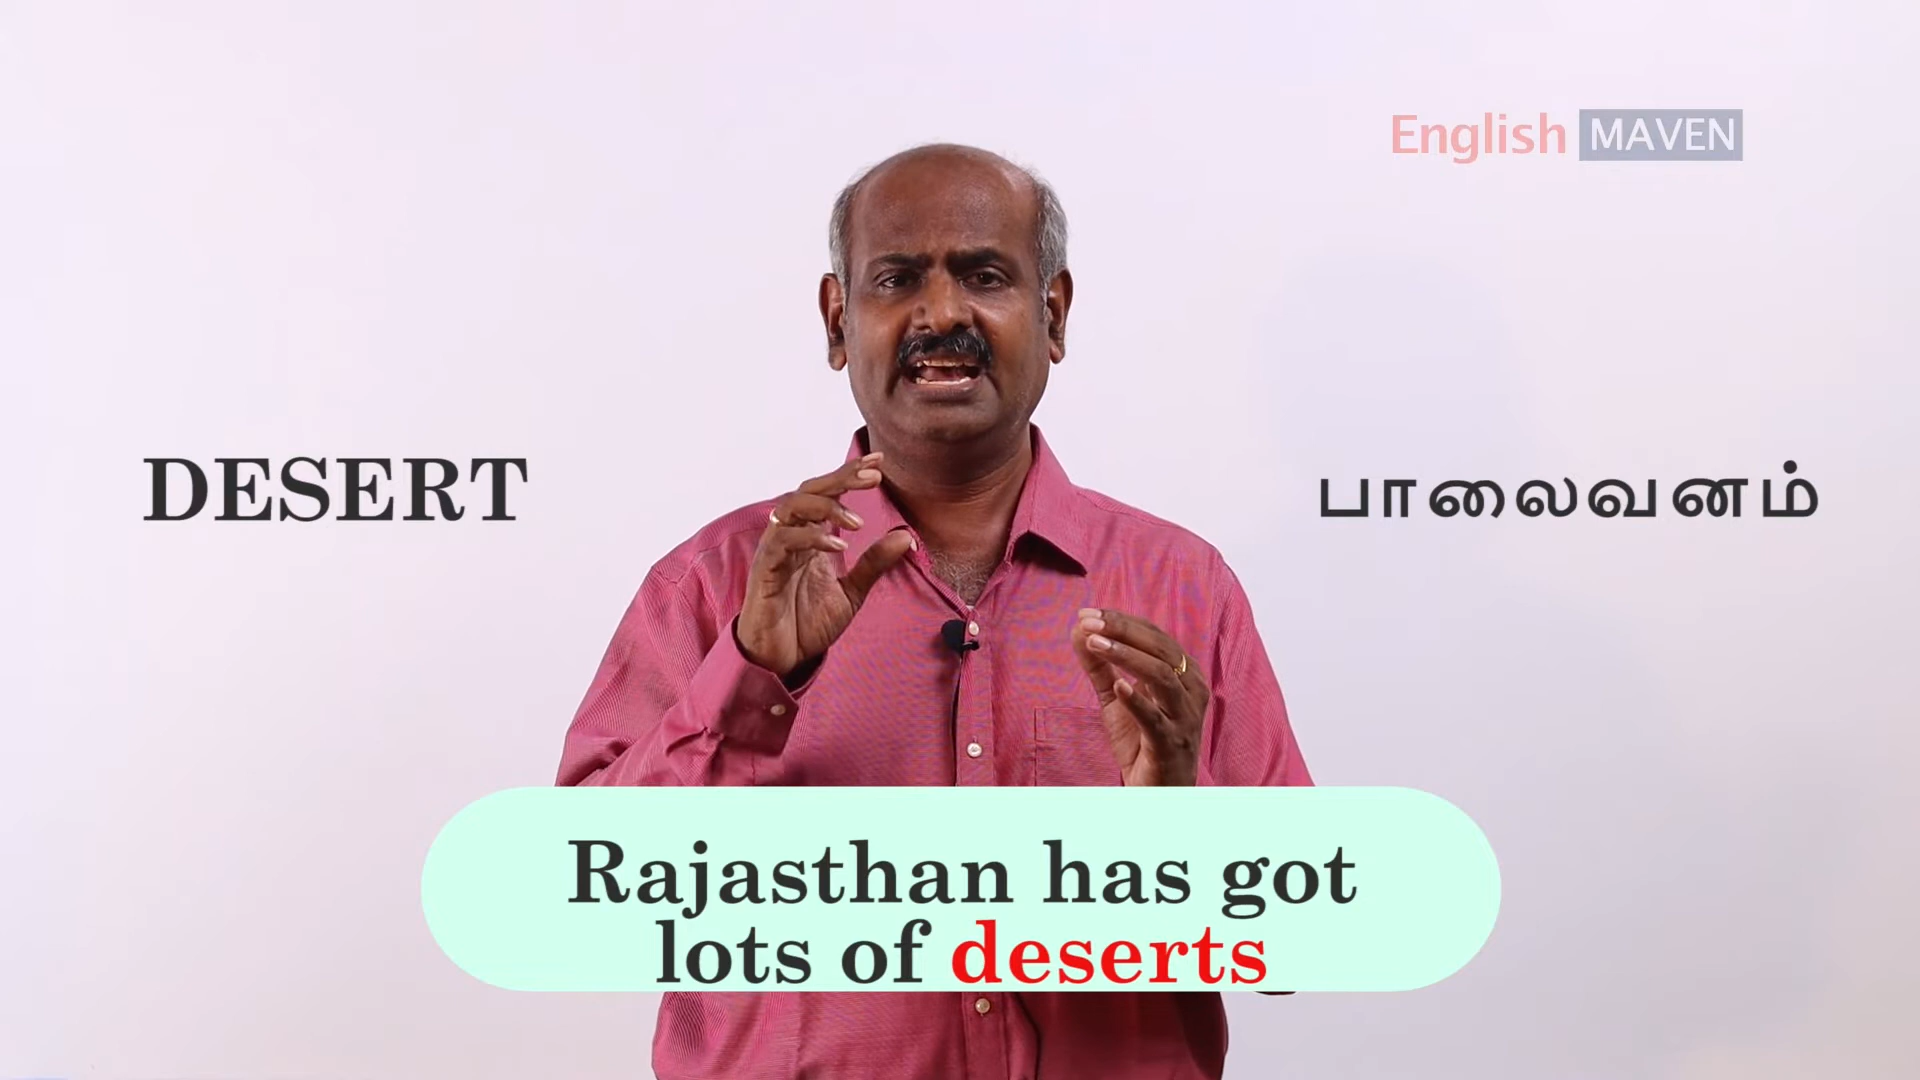 English MAVEN
DESERT
பாலைவனம்
Rajasthan has got
lots of deserts